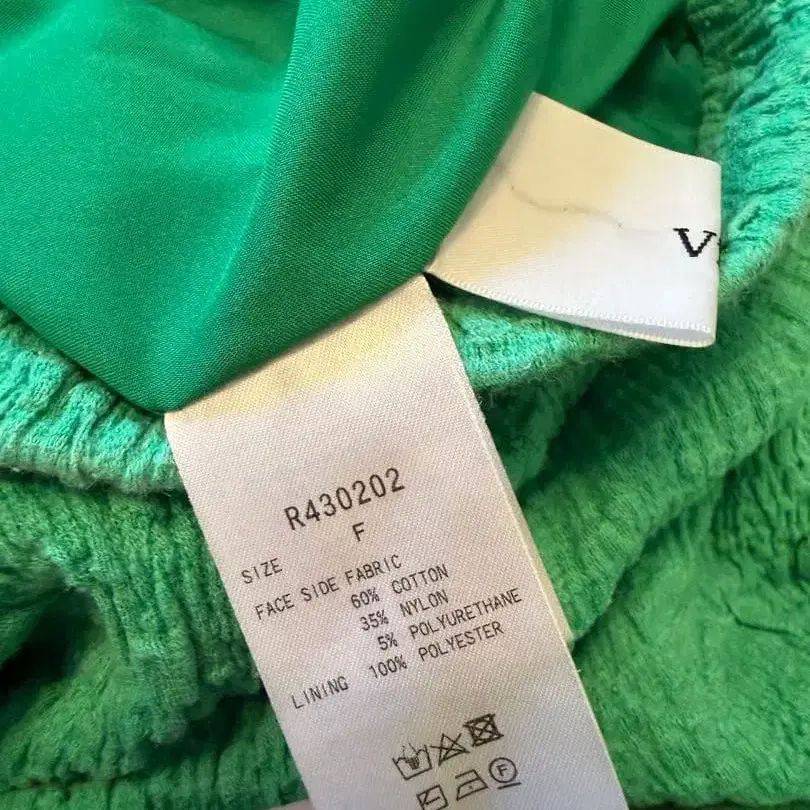 R430202
SIZE F
FACE SIDE FABRIC
60% COTTON
35% NYLON
5% POLYURETHANE
LINING 100% POLYESTER
F